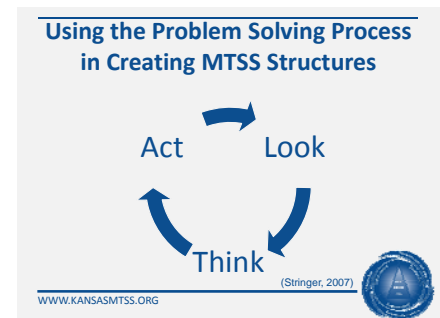 Using the Problem Solving Process
in Creating MTSS Structures
Act
Look
Think
(Stringer, 2007)
WWW.KANSASMTSS.ORG